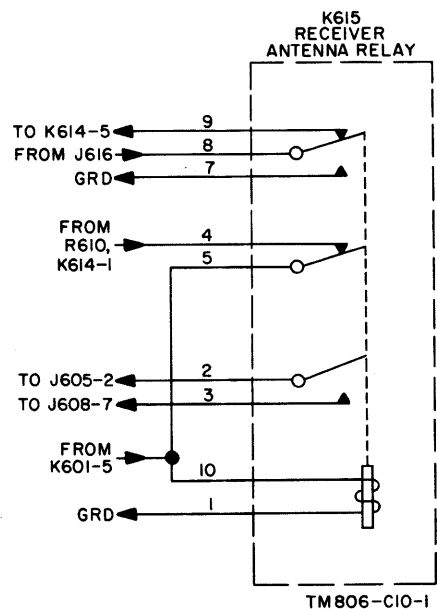 K615
RECEIVER
ANTENNA RELAY
TO K614-5
9
FROM J616
8
GRD
7
FROM
R610,
K614-1
4
5
TO J605-2
2
TO J608-7
3
FROM
K601-5
10
GRD
1
TM806-C10-1